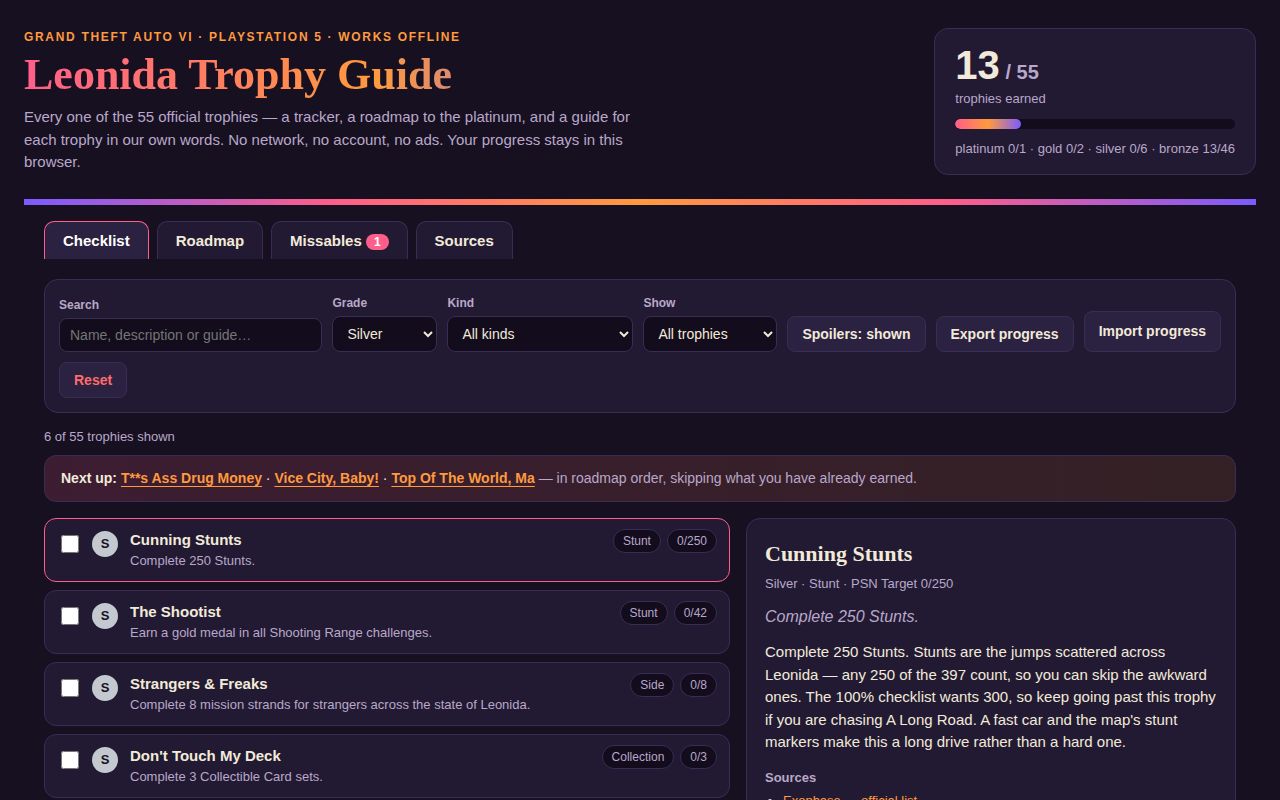 GRAND THEFT AUTO VI · PLAYSTATION 5 · WORKS OFFLINE
Leonida Trophy Guide
Every one of the 55 official trophies — a tracker, a roadmap to the platinum, and a guide for
each trophy in our own words. No network, no account, no ads. Your progress stays in this
browser.
13 / 55
trophies earned
platinum 0/1 · gold 0/2 · silver 0/6 · bronze 13/46
Checklist
Roadmap
Missables 1
Sources
Search
Name, description or guide…
Grade
Silver
Kind
All kinds
Show
All trophies
Spoilers: shown
Export progress
Import progress
Reset
6 of 55 trophies shown
Next up: T**s Ass Drug Money · Vice City, Baby! · Top Of The World, Ma — in roadmap order, skipping what you have already earned.
S
Cunning Stunts
Complete 250 Stunts.
Stunt
0/250
S
The Shootist
Earn a gold medal in all Shooting Range challenges.
Stunt
0/42
S
Strangers & Freaks
Complete 8 mission strands for strangers across the state of Leonida.
Side
0/8
S
Don't Touch My Deck
Complete 3 Collectible Card sets.
Collection
0/3
Cunning Stunts
Silver · Stunt · PSN Target 0/250
Complete 250 Stunts.
Complete 250 Stunts. Stunts are the jumps scattered across
Leonida — any 250 of the 397 count, so you can skip the awkward
ones. The 100% checklist wants 300, so keep going past this trophy
if you are chasing A Long Road. A fast car and the map's stunt
markers make this a long drive rather than a hard one.
Sources
Exophase — official list